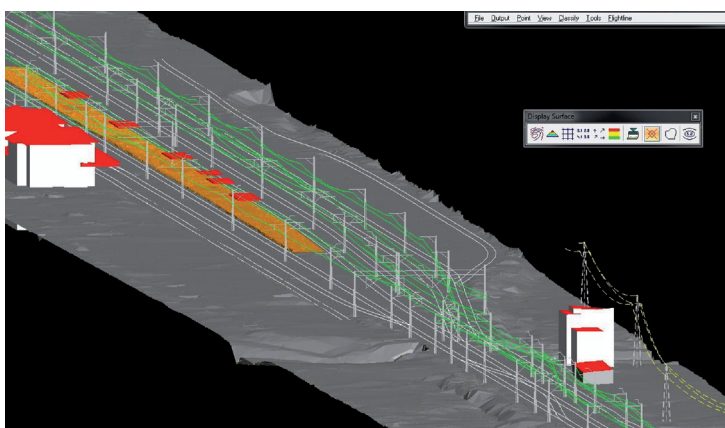 File Output Point View Classify Tools Flightline
Display Surface